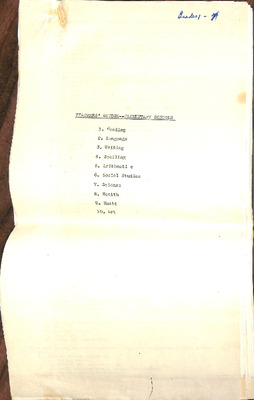 TEACHERS' GUIDES--ELEMENTARY SCHOOLS
1. Reading
2. Language
3. Writing
4. Spelling
5. Arithmetic
6. Social Studies
7. Science
8. Health
9. Music
10. Art